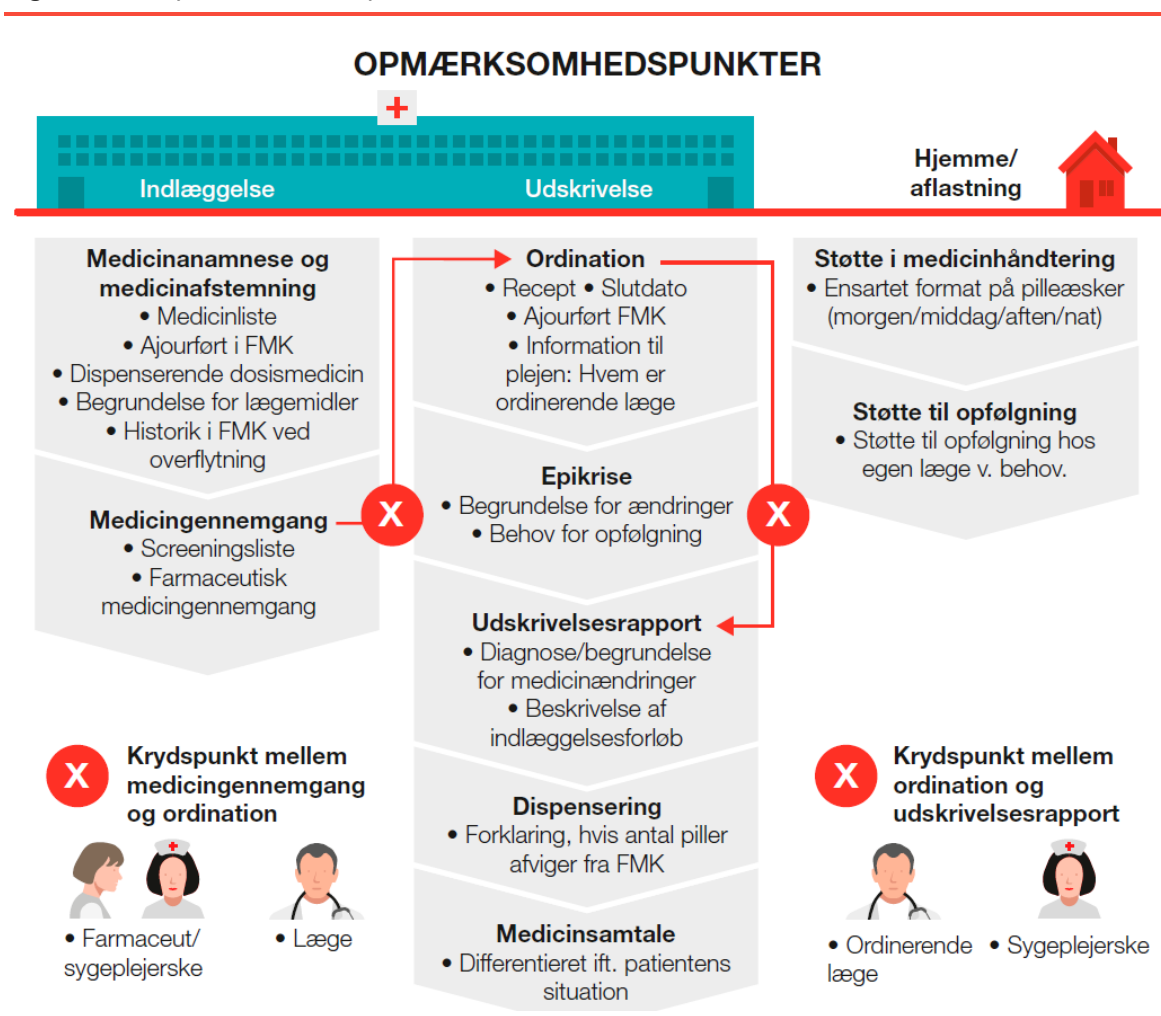 OPMÆRKSOMHEDSPUNKTER
Indlæggelse
Udskrivelse
Hjemme/
aflastning
Medicinanamnese og
medicinafstemning
• Medicinliste
• Ajourført i FMK
• Dispenserende dosismedicin
• Begrundelse for lægemidler
• Historik i FMK ved
overflytning
Medicingennemgang
• Screeningsliste
• Farmaceutisk
medicingennemgang
X
Ordination
• Recept • Slutdato
• Ajourført FMK
• Information til
plejen: Hvem er
ordinerende læge
Epikrise
• Begrundelse for ændringer
• Behov for opfølgning
Udskrivelsesrapport
• Diagnose/begrundelse
for medicinændringer
• Beskrivelse af
indlæggelsesforløb
Dispensering
• Forklaring, hvis antal piller
afviger fra FMK
Medicinsamtale
• Differentieret ift. patientens
situation
X
Støtte i medicinhåndtering
• Ensartet format på pilleæsker
(morgen/middag/aften/nat)
Støtte til opfølgning
• Støtte til opfølgning hos
egen læge v. behov.
X
Krydspunkt mellem
medicingennemgang
og ordination
• Farmaceut/
sygeplejerske
• Læge
X
Krydspunkt mellem
ordination og
udskrivelsesrapport
• Ordinerende
læge
• Sygeplejerske